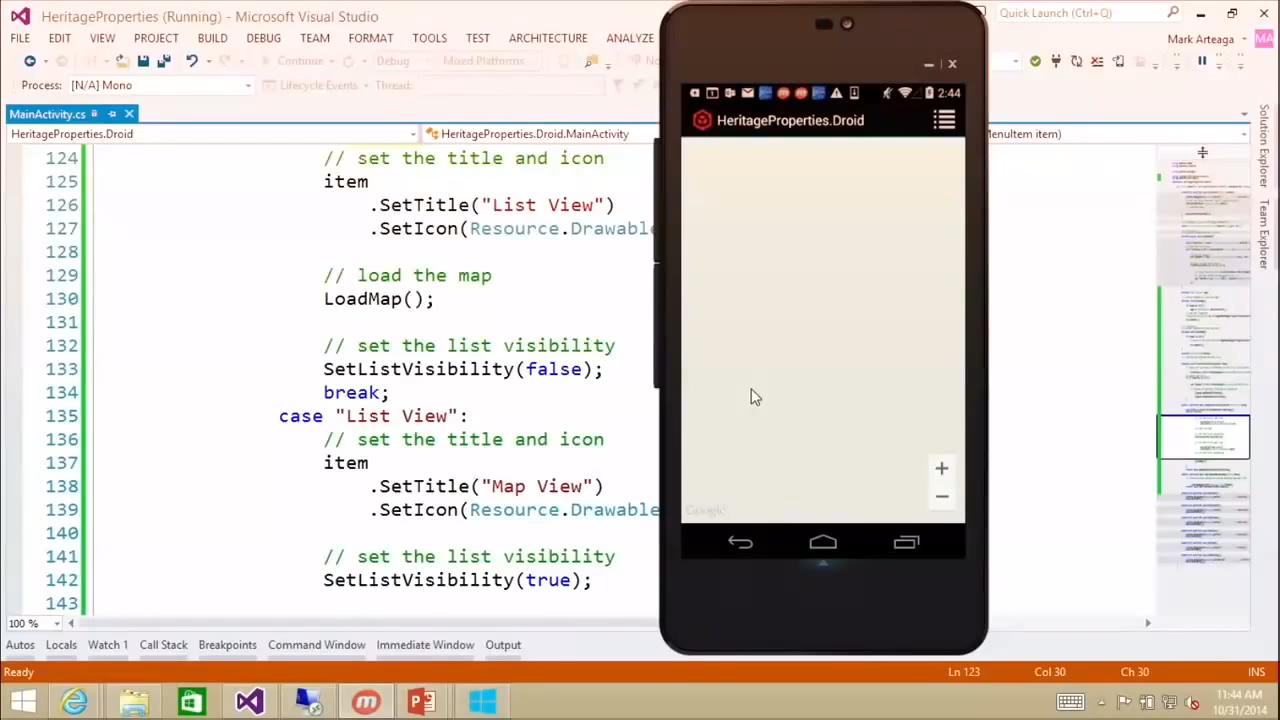 HeritageProperties (Running) - Microsoft Visual Studio
Quick Launch (Ctrl+Q)
FILE EDIT VIEW PROJECT BUILD DEBUG TEAM FORMAT TOOLS TEST ARCHITECTURE ANALYZE
Mark Arteaga MA
Continue Debug Mixed
Process: [N/A] Mono Lifecycle Events Thread:
MainActivity.cs
HeritageProperties.Droid HeritageProperties.Droid.MainActivity MenuItem item)
124 // set the title and icon
125 item
126 .SetTitle("List View")
127 .SetIcon(Resource.Drawable
128
129 // load the map
130 LoadMap();
131
132 // set the list visibility
133 SetListVisibility(false);
134 break;
135 case "List View":
136 // set the title and icon
137 item
138 .SetTitle("Map View")
139 .SetIcon(Resource.Drawable
140
141 // set the list visibility
142 SetListVisibility(true);
143
100 %
2:44
HeritageProperties.Droid
+
−
Google
Solution Explorer
Team Explorer
Autos Locals Watch 1 Call Stack Breakpoints Command Window Immediate Window Output
Ready Ln 123 Col 30 Ch 30 INS
11:44 AM
10/31/2014